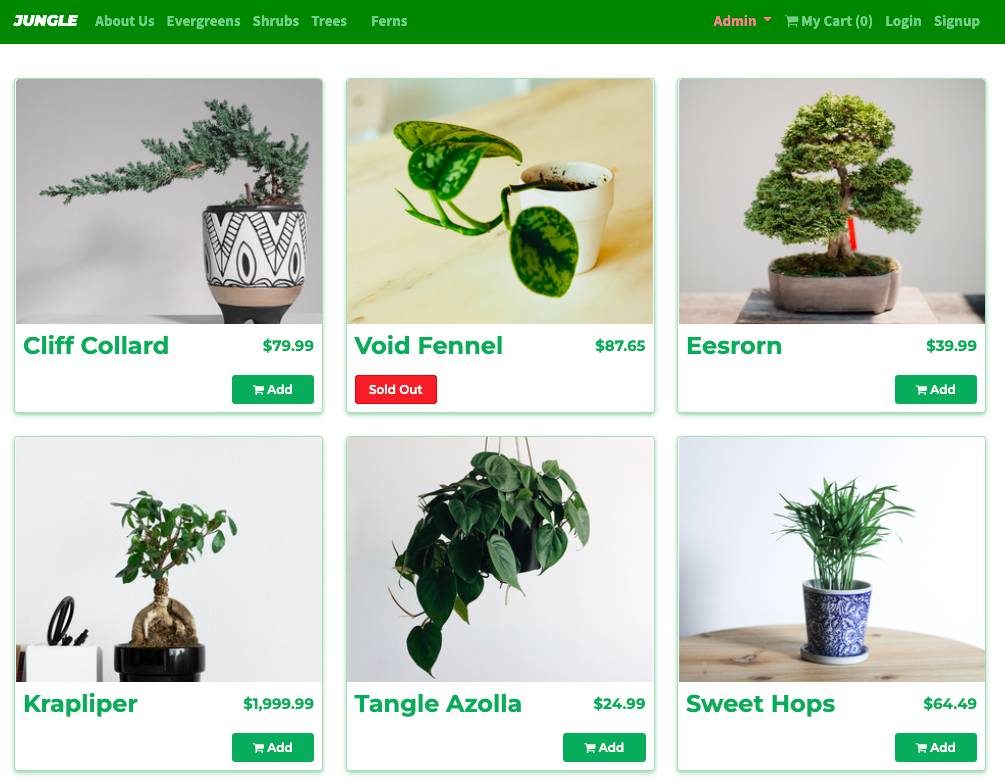 JUNGLE About Us Evergreens Shrubs Trees Ferns Admin My Cart (0) Login Signup
Cliff Collard $79.99
Add
Void Fennel $87.65
Sold Out
Eesrorn $39.99
Add
Krapliper $1,999.99
Add
Tangle Azolla $24.99
Add
Sweet Hops $64.49
Add